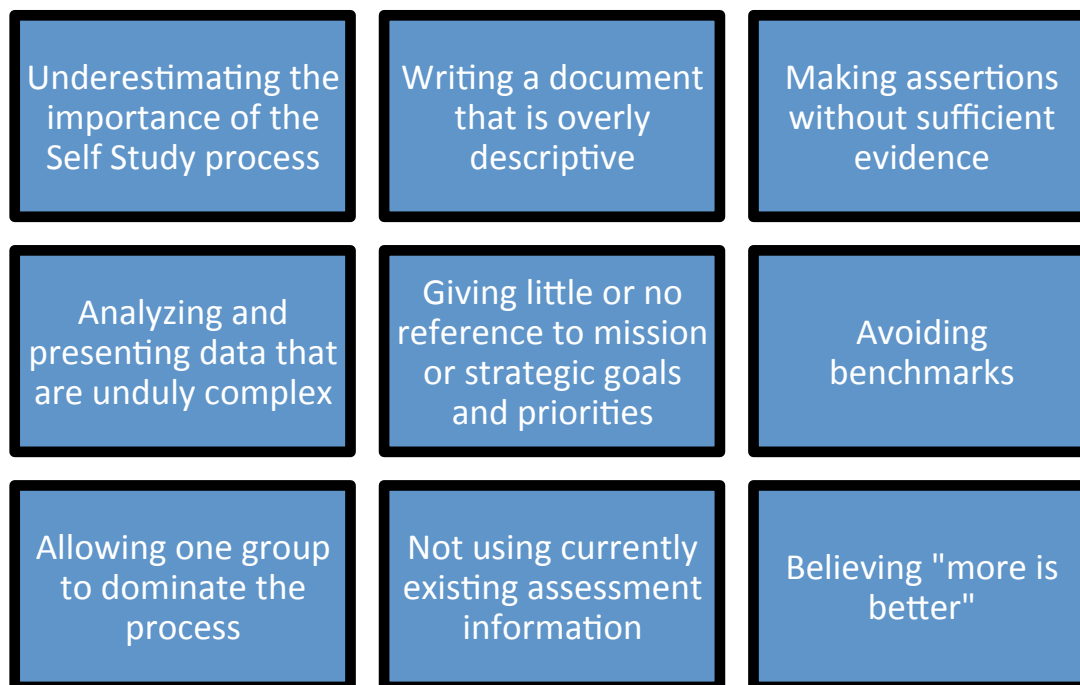 Underestimating the
importance of the
Self Study process
Writing a document
that is overly
descriptive
Making assertions
without sufficient
evidence
Analyzing and
presenting data that
are unduly complex
Giving little or no
reference to mission
or strategic goals
and priorities
Avoiding
benchmarks
Allowing one group
to dominate the
process
Not using currently
existing assessment
information
Believing "more is
better"